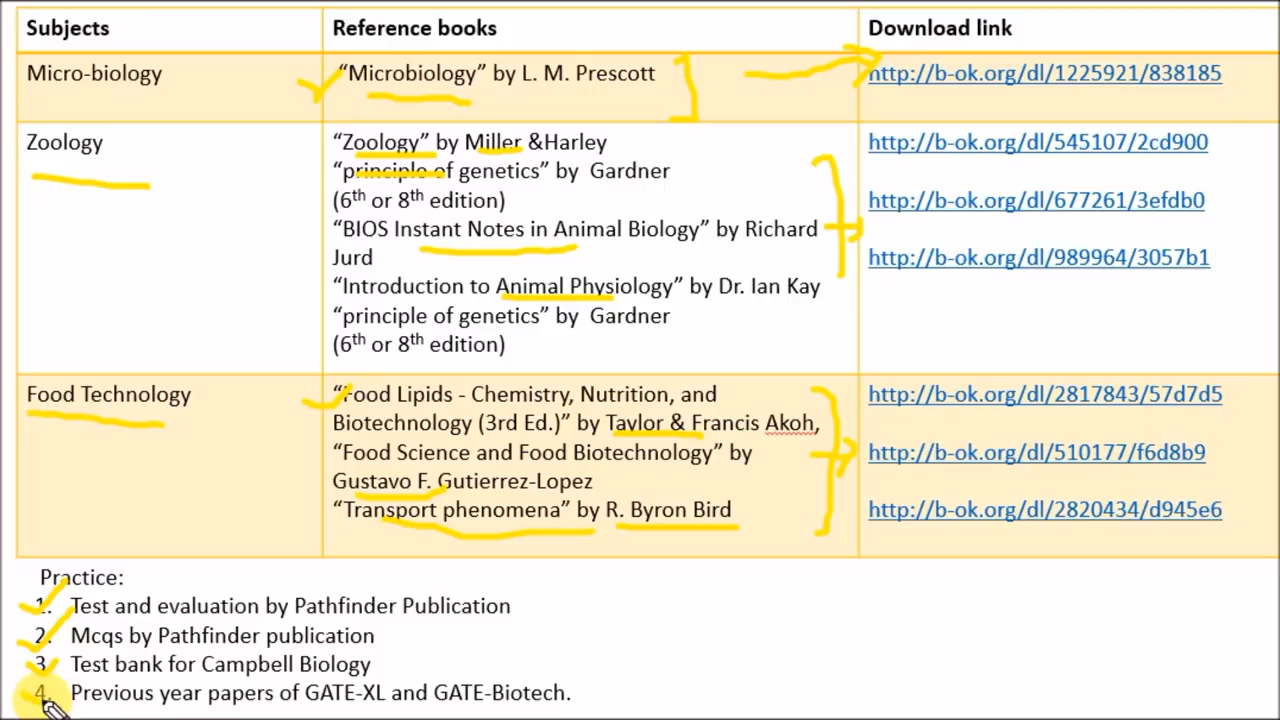 Subjects Reference books Download link
Micro-biology "Microbiology" by L. M. Prescott http://b-ok.org/dl/1225921/838185
Zoology "Zoology" by Miller &Harley http://b-ok.org/dl/545107/2cd900
"principle of genetics" by Gardner
(6th or 8th edition) http://b-ok.org/dl/677261/3efdb0
"BIOS Instant Notes in Animal Biology" by Richard
Jurd http://b-ok.org/dl/989964/3057b1
"Introduction to Animal Physiology" by Dr. Ian Kay
"principle of genetics" by Gardner
(6th or 8th edition)
Food Technology "Food Lipids - Chemistry, Nutrition, and http://b-ok.org/dl/2817843/57d7d5
Biotechnology (3rd Ed.)" by Taylor & Francis Akoh,
"Food Science and Food Biotechnology" by http://b-ok.org/dl/510177/f6d8b9
Gustavo F. Gutierrez-Lopez
"Transport phenomena" by R. Byron Bird http://b-ok.org/dl/2820434/d945e6
Practice:
1. Test and evaluation by Pathfinder Publication
2. Mcqs by Pathfinder publication
3. Test bank for Campbell Biology
4. Previous year papers of GATE-XL and GATE-Biotech.